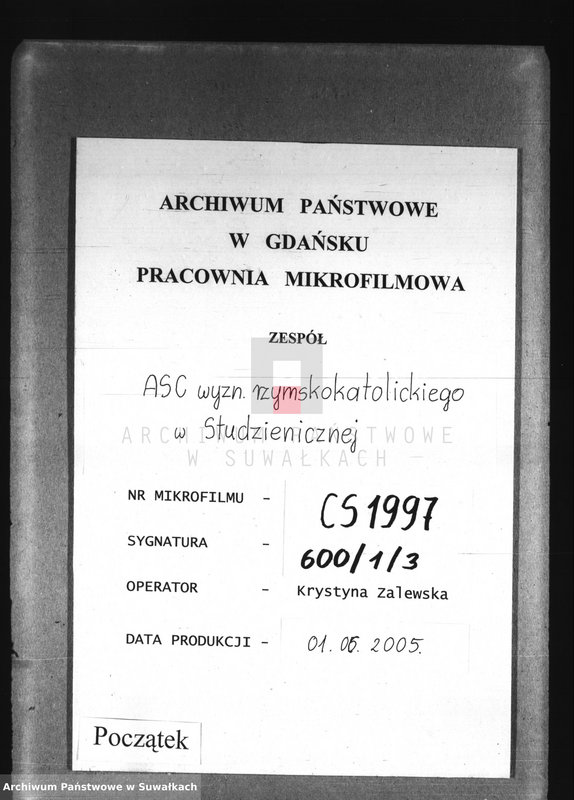 ARCHIWUM PAŃSTWOWE
W GDAŃSKU
PRACOWNIA MIKROFILMOWA
ZESPÓŁ
ASC wyzn. rzymskokatolickiego
w Studzienicznej
ARCHIWUM PAŃSTWOWE
W SUWAŁKACH
NR MIKROFILMU – CS1997
SYGNATURA – 600/1/3
OPERATOR – Krystyna Zalewska
DATA PRODUKCJI – 01.06.2005.
Początek
Archiwum Państwowe w Suwałkach